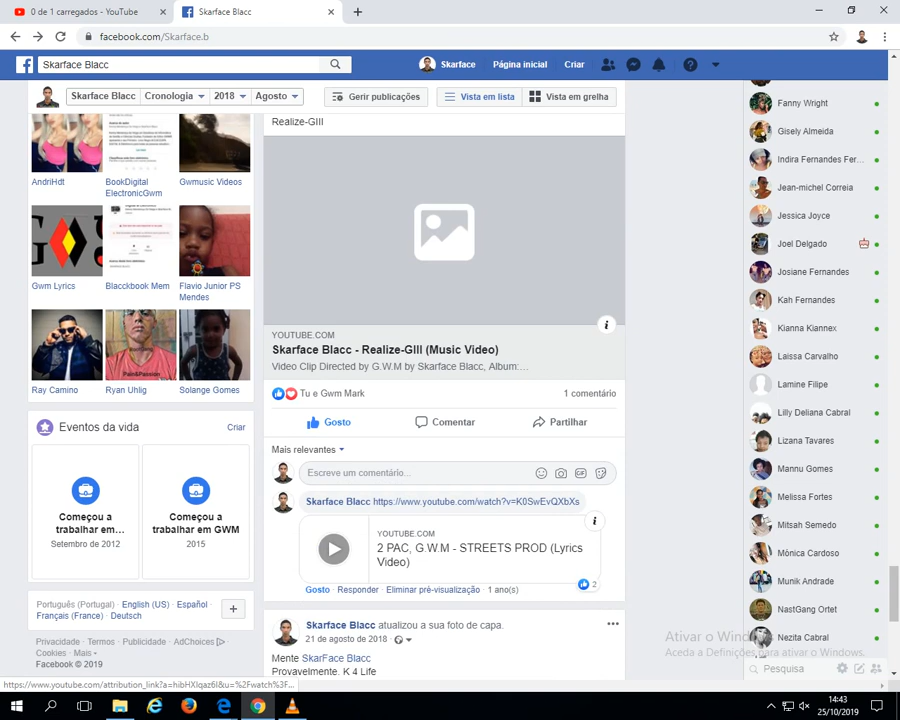 0 de 1 carregados - YouTube
Skarface Blacc
facebook.com/Skarface.b
Skarface Blacc
Skarface
Página inicial
Criar
Skarface Blacc
Cronologia
2018
Agosto
Gerir publicações
Vista em lista
Vista em grelha
AndriHdt
BookDigital
ElectronicGwm
Gwmusic Videos
Gwm Lyrics
Blacckbook Mem
Flavio Junior PS
Mendes
Ray Camino
Ryan Uhlig
Solange Gomes
Pain&Passion
Eventos da vida
Criar
Começou a
trabalhar em...
Setembro de 2012
Começou a
trabalhar em GWM
2015
Português (Portugal) · English (US) · Español ·
Français (France) · Deutsch
Privacidade · Termos · Publicidade · AdChoices
Cookies · Mais
Facebook © 2019
Realize-GIII
YOUTUBE.COM
Skarface Blacc - Realize-GIII (Music Video)
Video Clip Directed by G.W.M by Skarface Blacc, Album:...
Tu e Gwm Mark
1 comentário
Gosto
Comentar
Partilhar
Mais relevantes
Escreve um comentário...
GIF
Skarface Blacc https://www.youtube.com/watch?v=K0SwEvQXbXs
YOUTUBE.COM
2 PAC, G.W.M - STREETS PROD (Lyrics
Video)
2
Gosto · Responder · Eliminar pré-visualização · 1 ano(s)
Skarface Blacc atualizou a sua foto de capa.
21 de agosto de 2018 ·
Mente SkarFace Blacc
Provavelmente. K 4 Life
Fanny Wright
Gisely Almeida
Indira Fernandes Fer...
Jean-michel Correia
Jessica Joyce
Joel Delgado
Josiane Fernandes
Kah Fernandes
Kianna Kiannex
Laissa Carvalho
Lamine Filipe
Lilly Deliana Cabral
Lizana Tavares
Mannu Gomes
Melissa Fortes
Mitsah Semedo
Mónica Cardoso
Munik Andrade
NastGang Ortet
Nezita Cabral
Ativar o Windows
Aceda a Definições para ativar o Windows.
Pesquisa
https://www.youtube.com/attribution_link?a=hibHXIqaz6I&u=%2Fwatch%3F...
14:43
25/10/2019